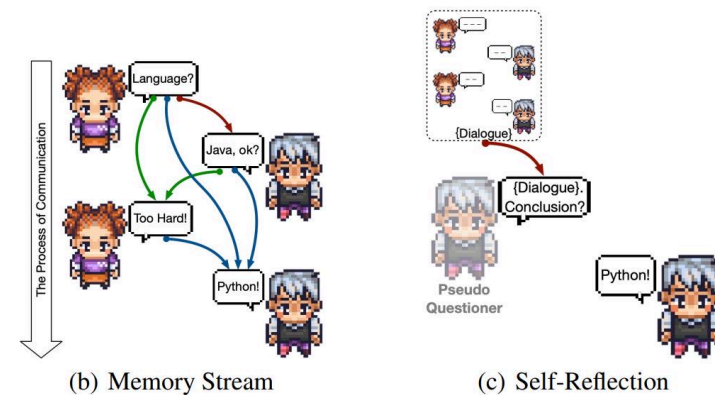 The Process of Communication
Language?
Java, ok?
Too Hard!
Python!
(b) Memory Stream
{Dialogue}
{Dialogue}.
Conclusion?
Pseudo
Questioner
Python!
(c) Self-Reflection